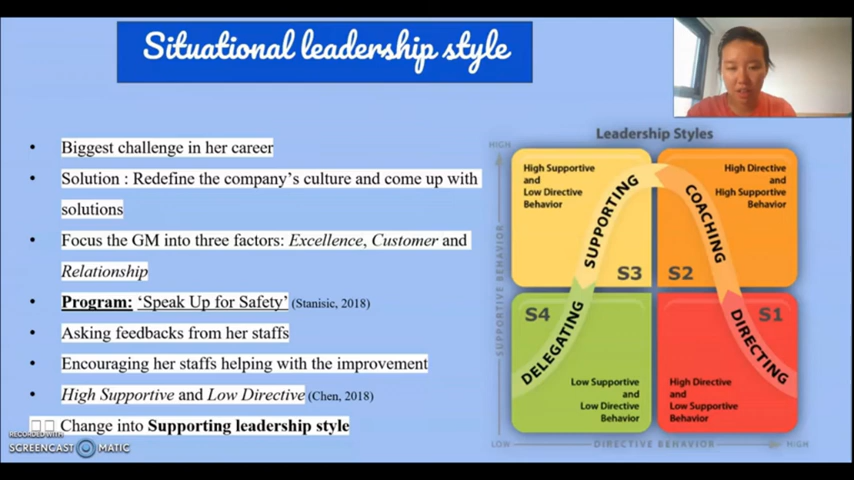 Situational leadership style
• Biggest challenge in her career
• Solution : Redefine the company's culture and come up with
solutions
• Focus the GM into three factors: Excellence, Customer and
Relationship
• Program: 'Speak Up for Safety' (Stanisic, 2018)
• Asking feedbacks from her staffs
• Encouraging her staffs helping with the improvement
• High Supportive and Low Directive (Chen, 2018)
Change into Supporting leadership style
RECORDED WITH
SCREENCAST MATIC
Leadership Styles
HIGH
SUPPORTIVE BEHAVIOR
High Supportive
and
Low Directive
Behavior
SUPPORTING
S3
High Directive
and
High Supportive
Behavior
COACHING
S2
S4
DELEGATING
Low Supportive
and
Low Directive
Behavior
S1
DIRECTING
High Directive
and
Low Supportive
Behavior
LOW
DIRECTIVE BEHAVIOR
HIGH